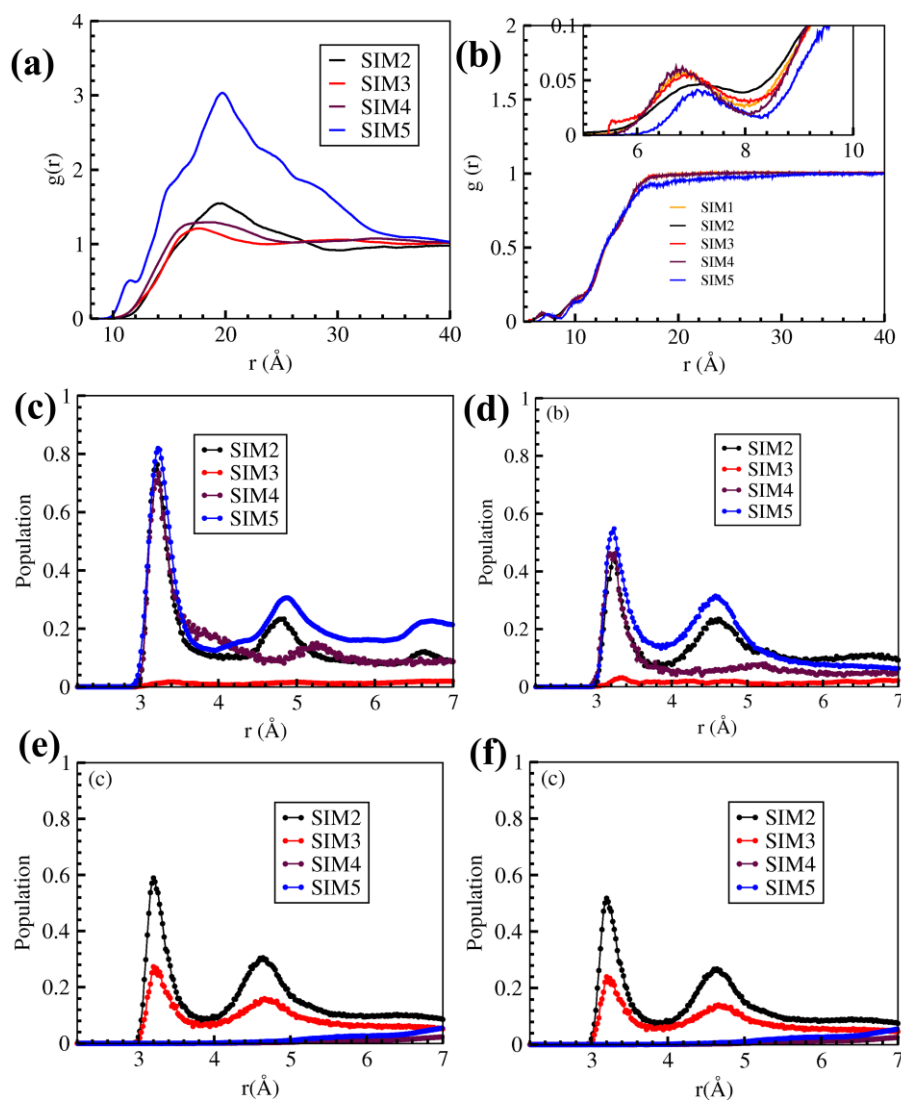 (a)
4
3
2
1
0
g(r)
SIM2
SIM3
SIM4
SIM5
10
20
30
40
r (Å)
(b)
2
1.5
1
0.5
0
g (r)
0.1
0.05
0
6
8
10
SIM1
SIM2
SIM3
SIM4
SIM5
5
10
15
20
25
30
35
40
r (Å)
(c)
1
0.8
0.6
0.4
0.2
0
Population
SIM2
SIM3
SIM4
SIM5
3
4
5
6
7
r (Å)
(d)
(b)
1
0.8
0.6
0.4
0.2
0
Population
SIM2
SIM3
SIM4
SIM5
3
4
5
6
7
r (Å)
(e)
(c)
1
0.8
0.6
0.4
0.2
0
Population
SIM2
SIM3
SIM4
SIM5
3
4
5
6
7
r(Å)
(f)
(c)
1
0.8
0.6
0.4
0.2
0
Population
SIM2
SIM3
SIM4
SIM5
3
4
5
6
7
r(Å)